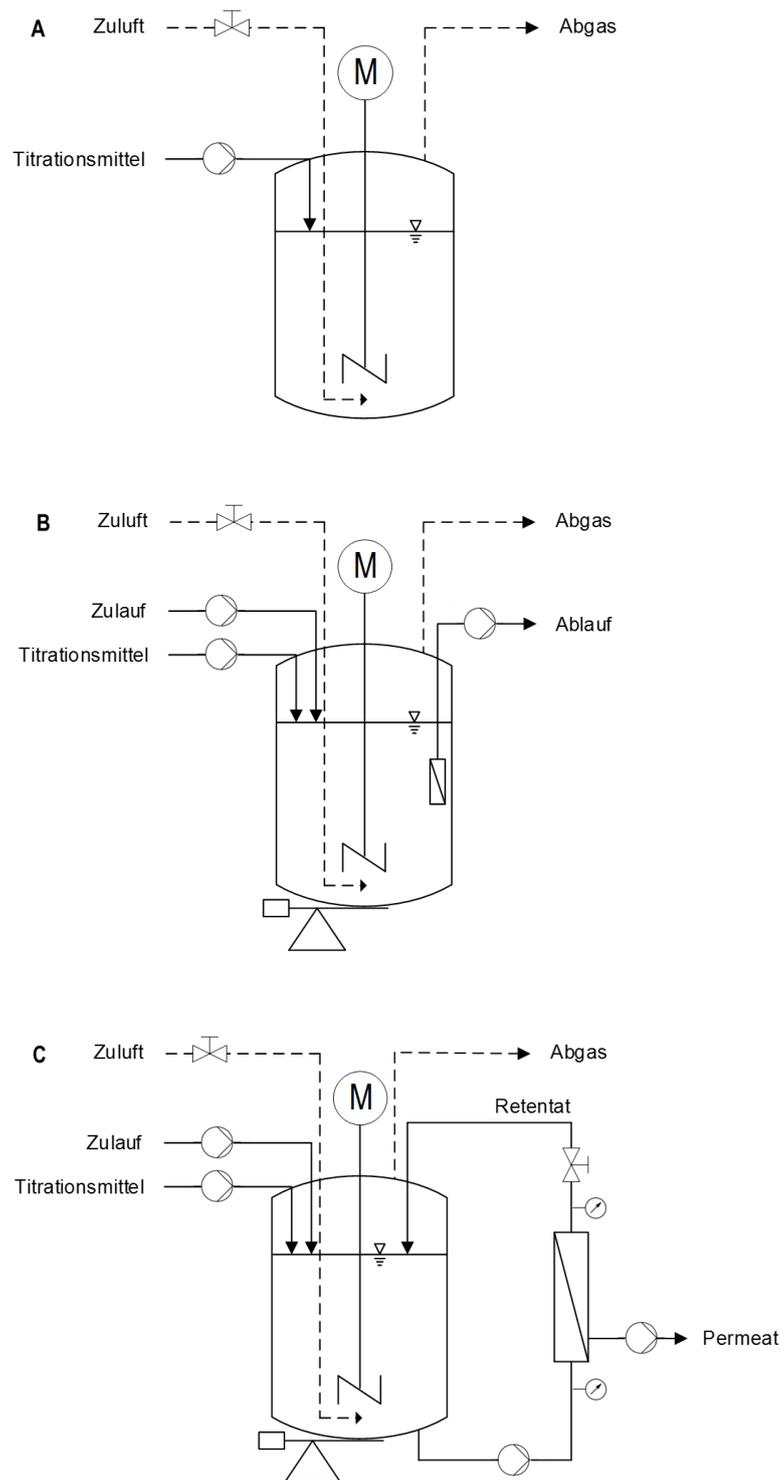 A
Zuluft
Abgas
M
Titrationsmittel
B
Zuluft
Abgas
M
Zulauf
Ablauf
Titrationsmittel
C
Zuluft
Abgas
M
Retentat
Zulauf
Titrationsmittel
Permeat